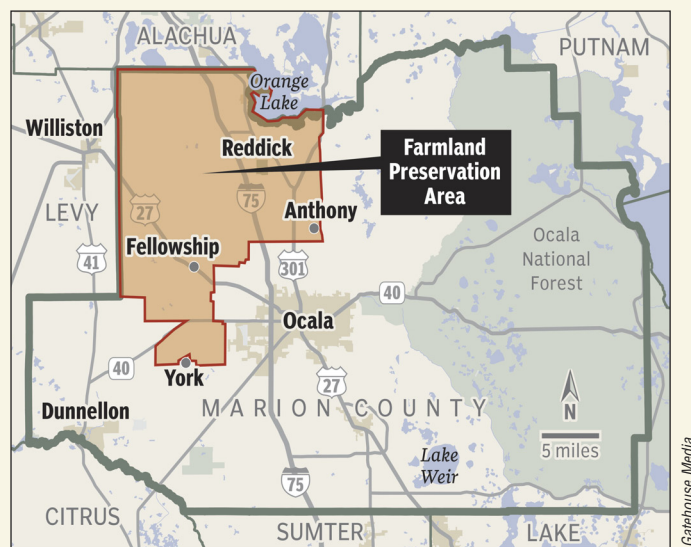 ALACHUA
PUTNAM
Orange
Lake
Williston
Reddick
Farmland
Preservation
Area
LEVY
27
75
Anthony
Fellowship
41
301
Ocala
National
Forest
40
Ocala
40
York
27
Dunnellon
MARION COUNTY
N
5 miles
Lake
Weir
75
CITRUS
SUMTER
LAKE
Gatehouse Media